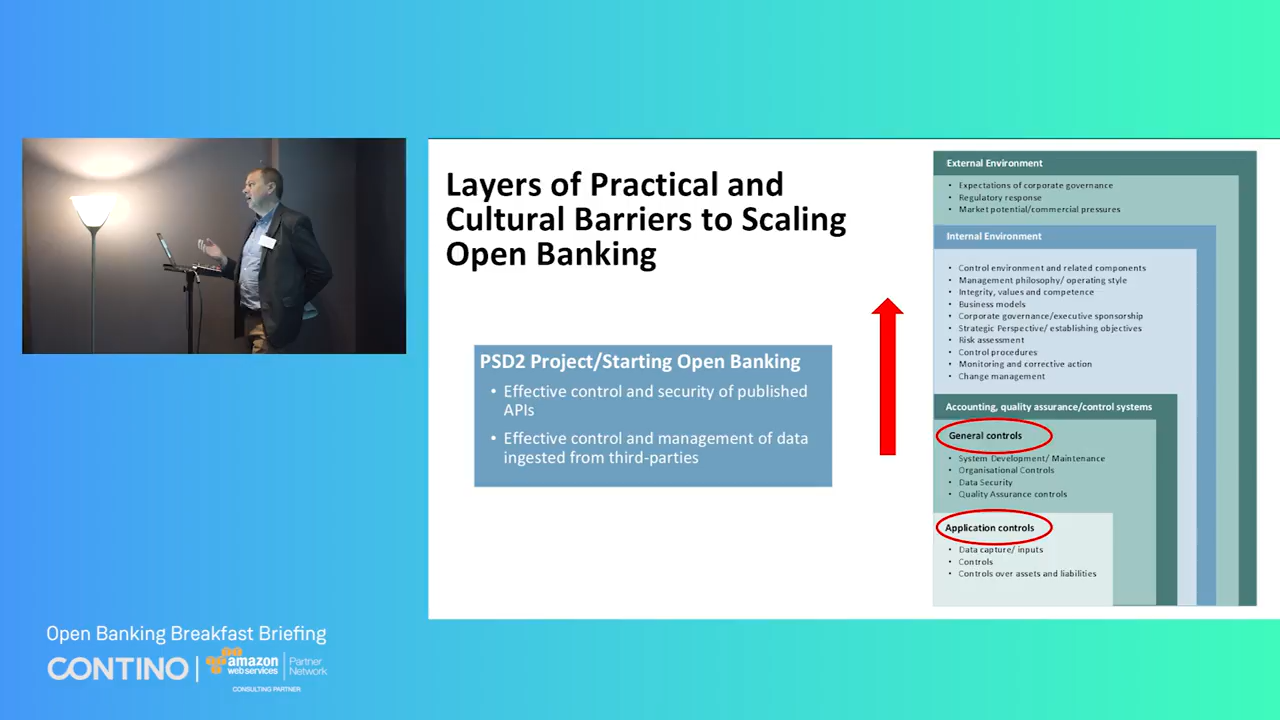 Layers of Practical and
Cultural Barriers to Scaling
Open Banking
PSD2 Project/Starting Open Banking
• Effective control and security of published
APIs
• Effective control and management of data
ingested from third-parties
External Environment
• Expectations of corporate governance
• Regulatory response
• Market potential/commercial pressures
Internal Environment
• Control environment and related components
• Management philosophy/ operating style
• Integrity, values and competence
• Business models
• Corporate governance/executive sponsorship
• Strategic Perspective/ establishing objectives
• Risk assessment
• Control procedures
• Monitoring and corrective action
• Change management
Accounting, quality assurance/control systems
General controls
• System Development/ Maintenance
• Organisational Controls
• Data Security
• Quality Assurance controls
Application controls
• Data capture/ inputs
• Controls
• Controls over assets and liabilities
Open Banking Breakfast Briefing
CONTINO
amazon
webservices
Partner
Network
CONSULTING PARTNER